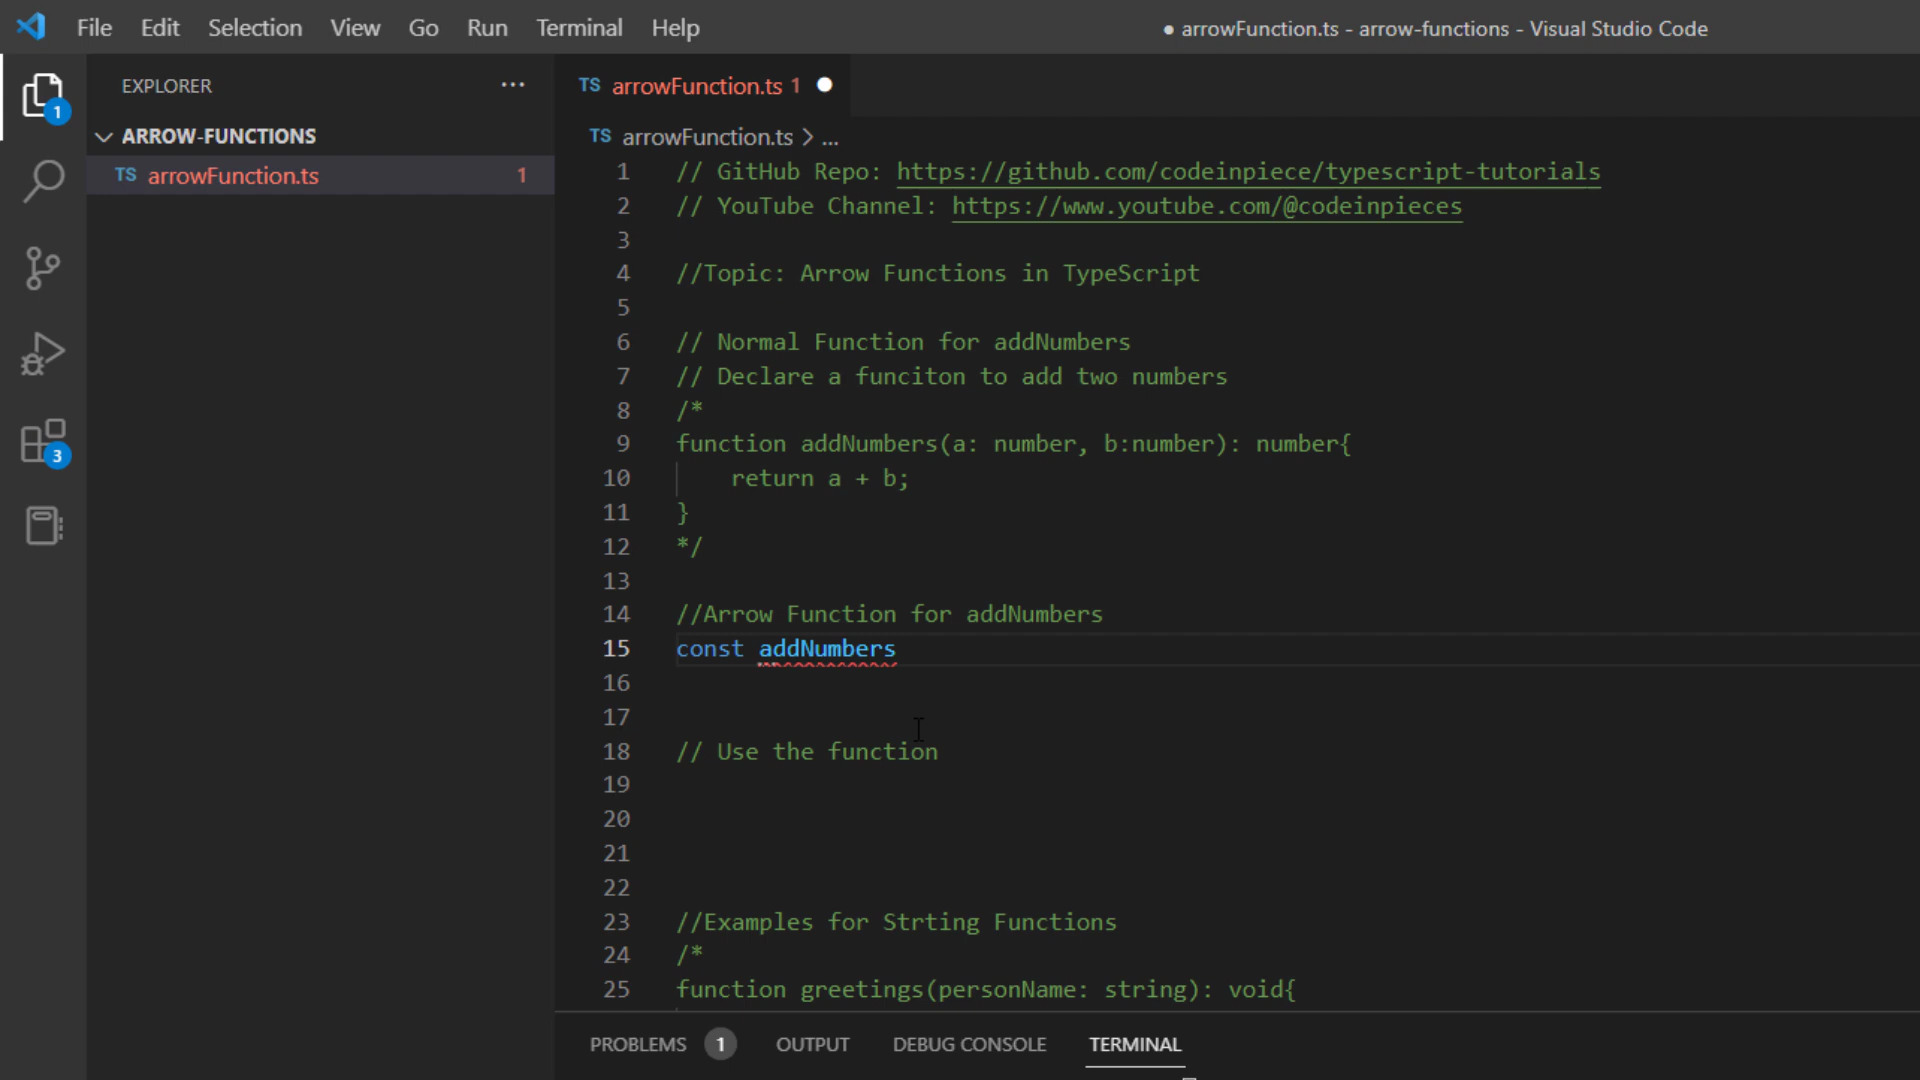 File Edit Selection View Go Run Terminal Help
● arrowFunction.ts - arrow-functions - Visual Studio Code
1
3
EXPLORER ...
ARROW-FUNCTIONS
TS arrowFunction.ts 1
TS arrowFunction.ts 1 ●
TS arrowFunction.ts > ...
1 // GitHub Repo: https://github.com/codeinpiece/typescript-tutorials
2 // YouTube Channel: https://www.youtube.com/@codeinpieces
3
4 //Topic: Arrow Functions in TypeScript
5
6 // Normal Function for addNumbers
7 // Declare a funciton to add two numbers
8 /*
9 function addNumbers(a: number, b:number): number{
10     return a + b;
11 }
12 */
13
14 //Arrow Function for addNumbers
15 const addNumbers
16
17
18 // Use the function
19
20
21
22
23 //Examples for Strting Functions
24 /*
25 function greetings(personName: string): void{
PROBLEMS 1 OUTPUT DEBUG CONSOLE TERMINAL